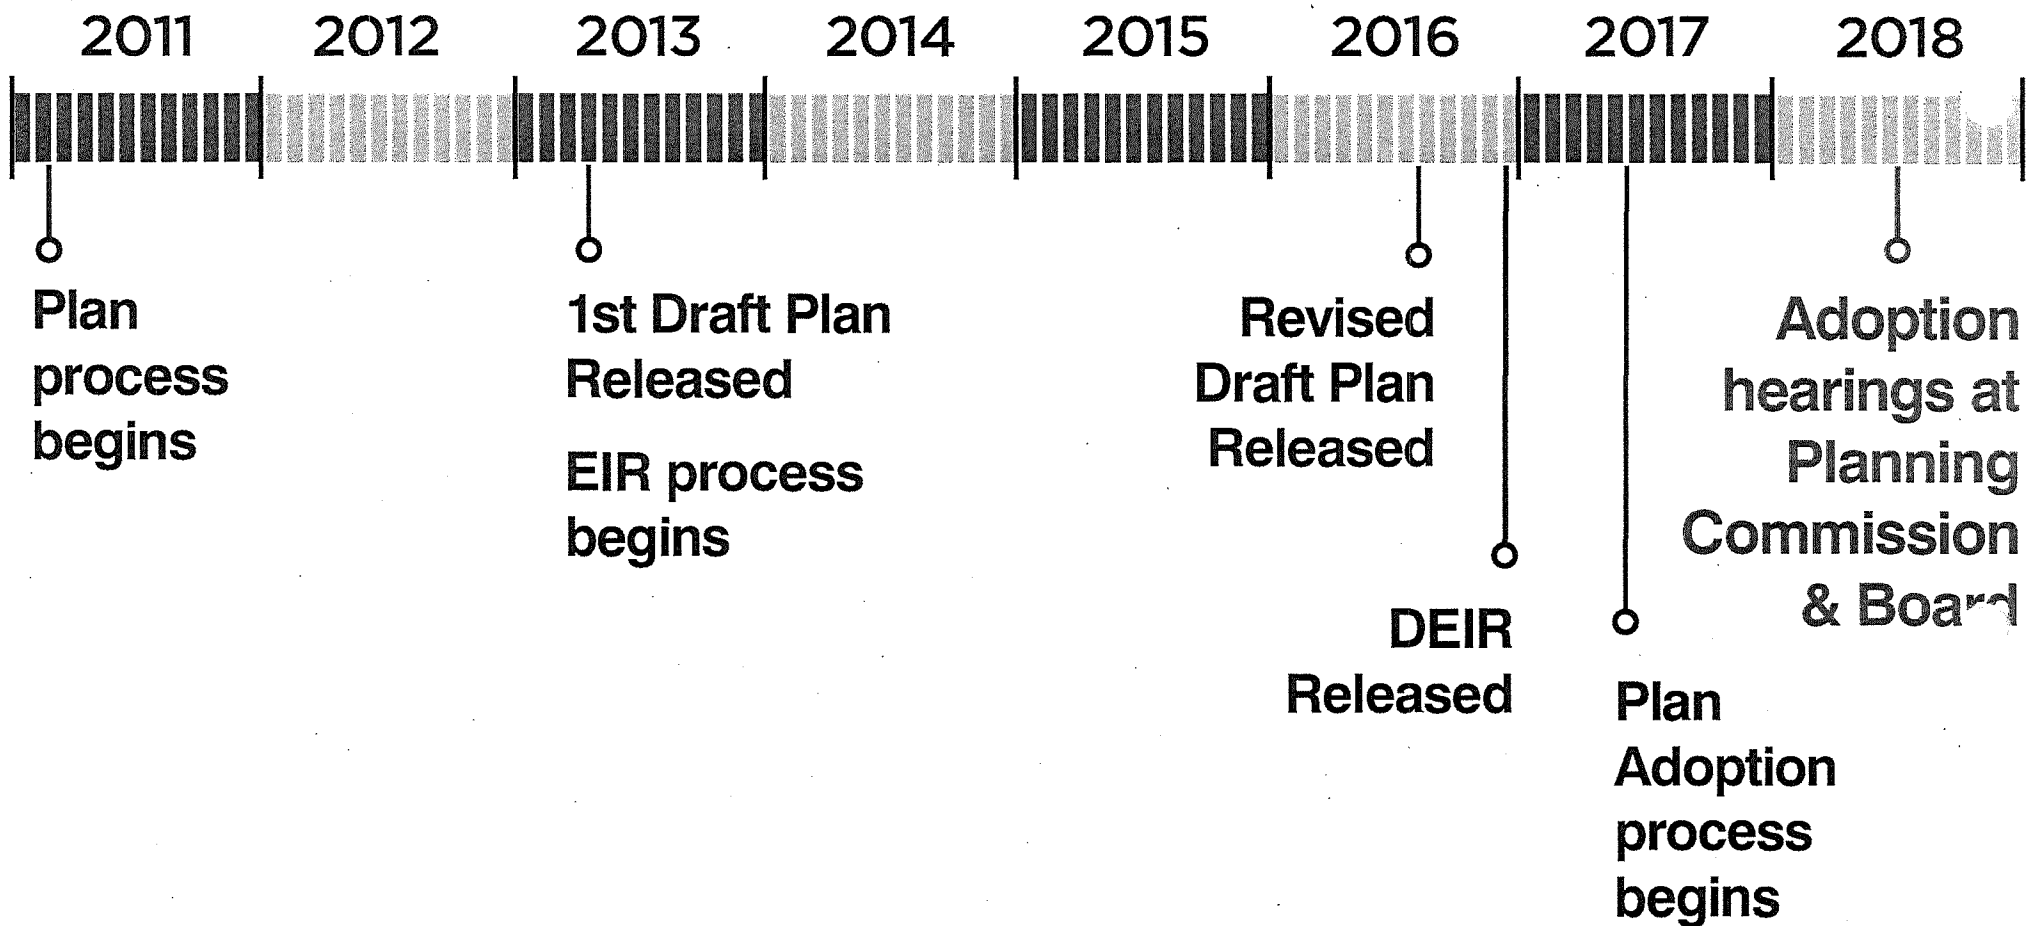 2011 2012 2013 2014 2015 2016 2017 2018
Plan
process
begins
1st Draft Plan
Released
EIR process
begins
Revised
Draft Plan
Released
DEIR
Released
Plan
Adoption
process
begins
Adoption
hearings at
Planning
Commission
& Board